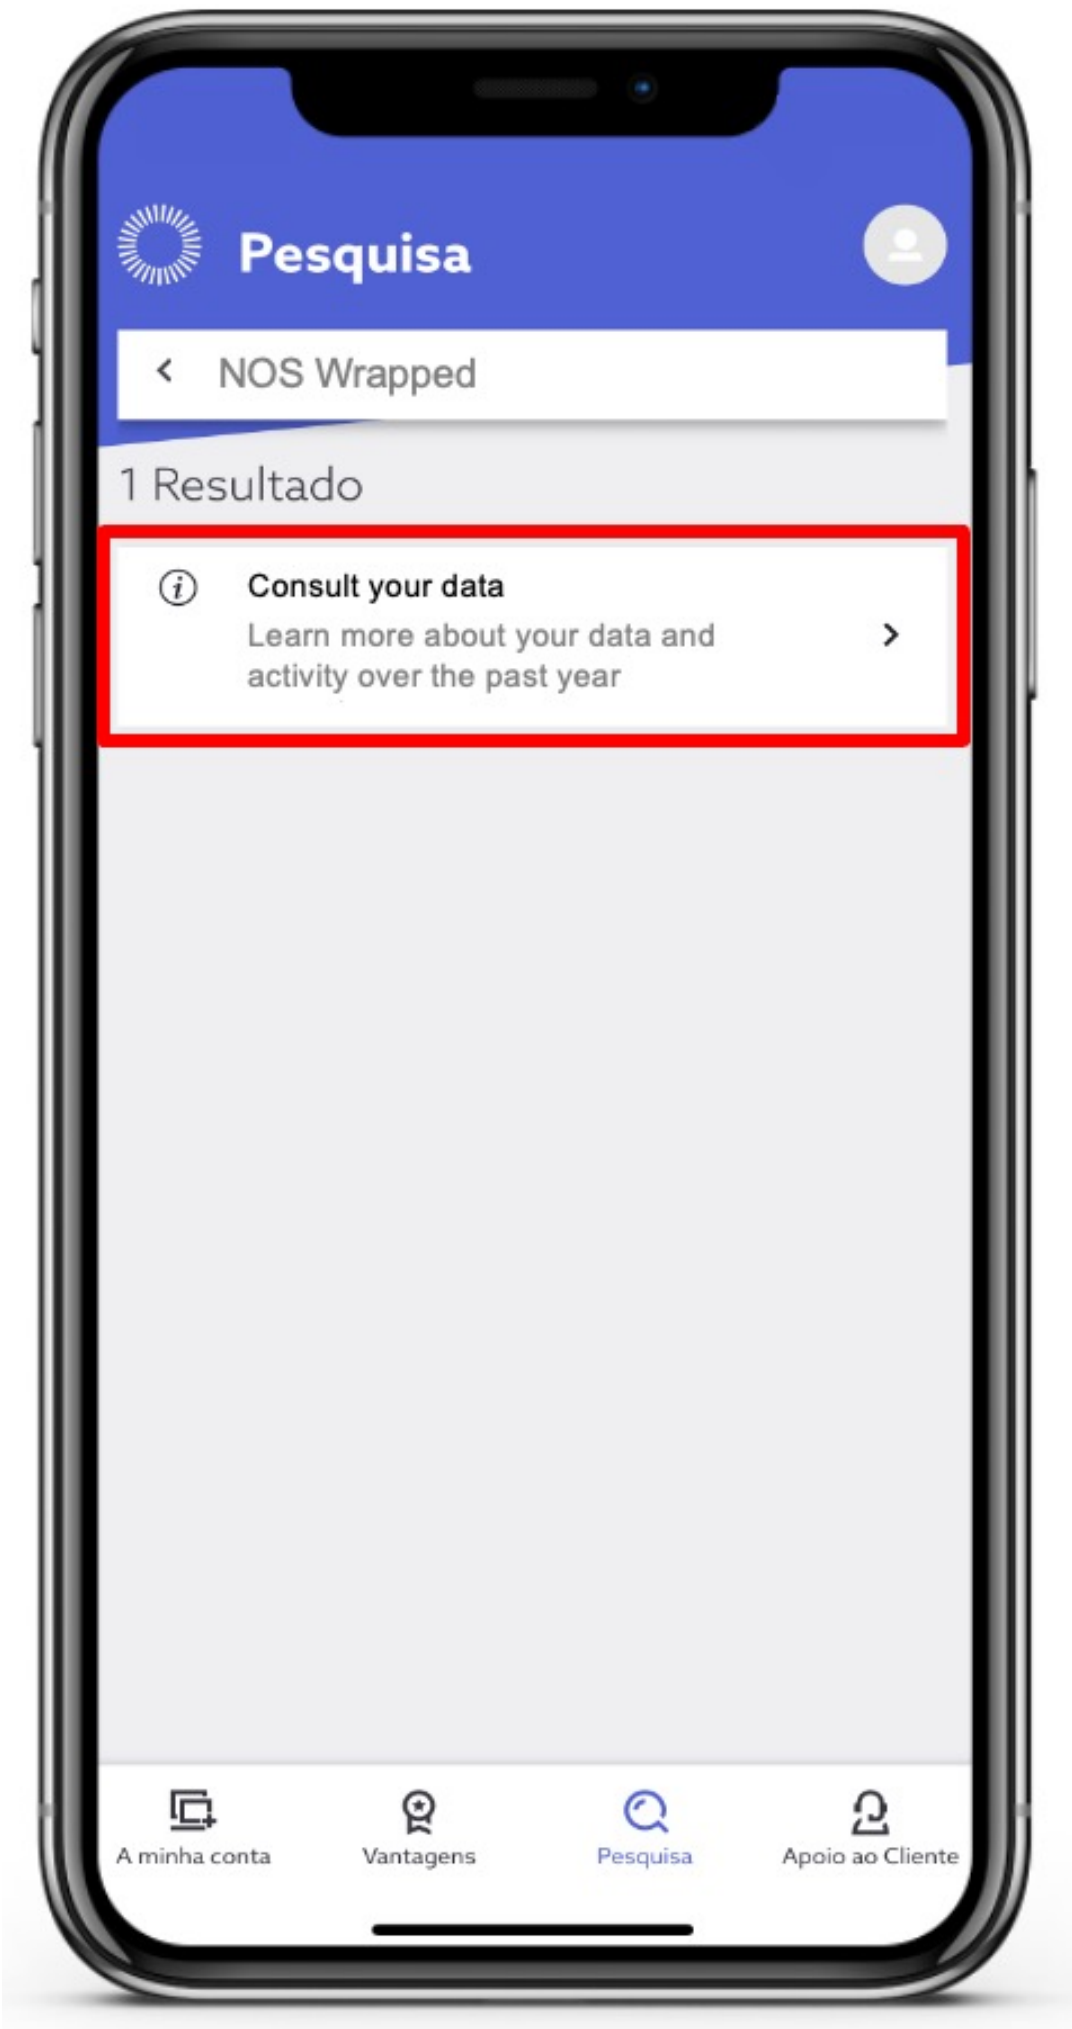 Pesquisa
NOS Wrapped
1 Resultado
Consult your data
Learn more about your data and
activity over the past year
A minha conta
Vantagens
Pesquisa
Apoio ao Cliente